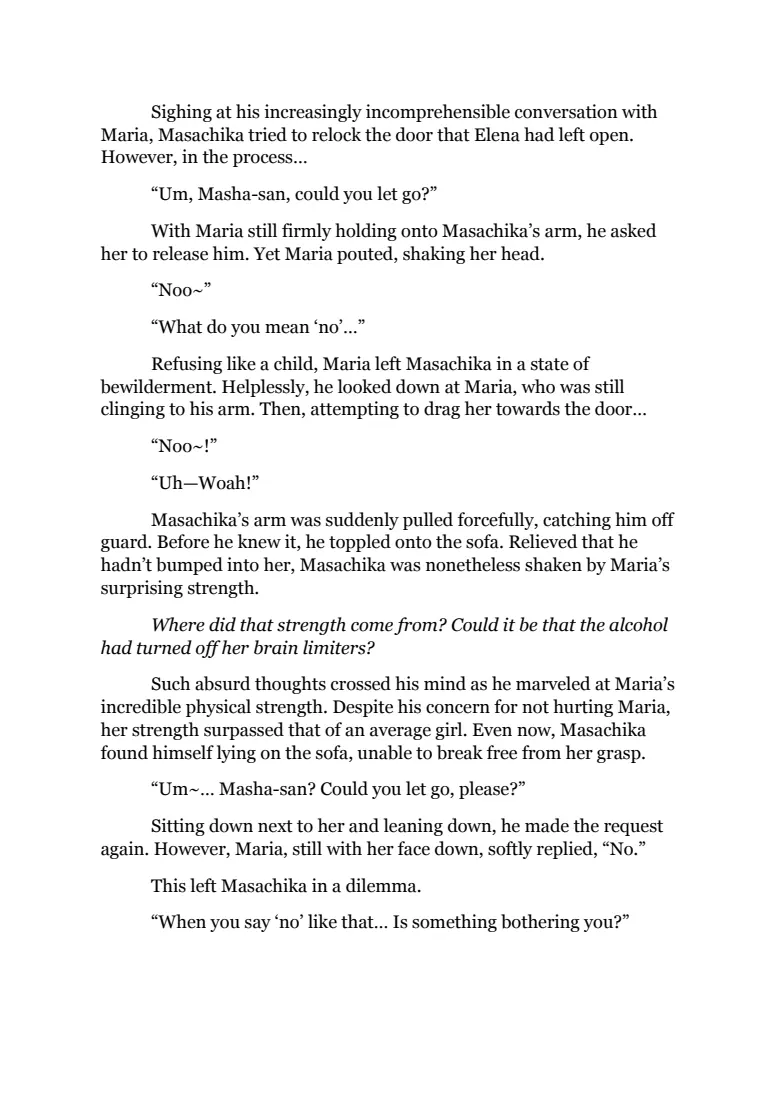 Sighing at his increasingly incomprehensible conversation with
Maria, Masachika tried to relock the door that Elena had left open.
However, in the process…
“Um, Masha-san, could you let go?”
With Maria still firmly holding onto Masachika’s arm, he asked
her to release him. Yet Maria pouted, shaking her head.
“Noo~”
“What do you mean ‘no’…”
Refusing like a child, Maria left Masachika in a state of
bewilderment. Helplessly, he looked down at Maria, who was still
clinging to his arm. Then, attempting to drag her towards the door…
“Noo~!”
“Uh—Woah!”
Masachika’s arm was suddenly pulled forcefully, catching him off
guard. Before he knew it, he toppled onto the sofa. Relieved that he
hadn’t bumped into her, Masachika was nonetheless shaken by Maria’s
surprising strength.
Where did that strength come from? Could it be that the alcohol
had turned off her brain limiters?
Such absurd thoughts crossed his mind as he marveled at Maria’s
incredible physical strength. Despite his concern for not hurting Maria,
her strength surpassed that of an average girl. Even now, Masachika
found himself lying on the sofa, unable to break free from her grasp.
“Um~… Masha-san? Could you let go, please?”
Sitting down next to her and leaning down, he made the request
again. However, Maria, still with her face down, softly replied, “No.”
This left Masachika in a dilemma.
“When you say ‘no’ like that… Is something bothering you?”